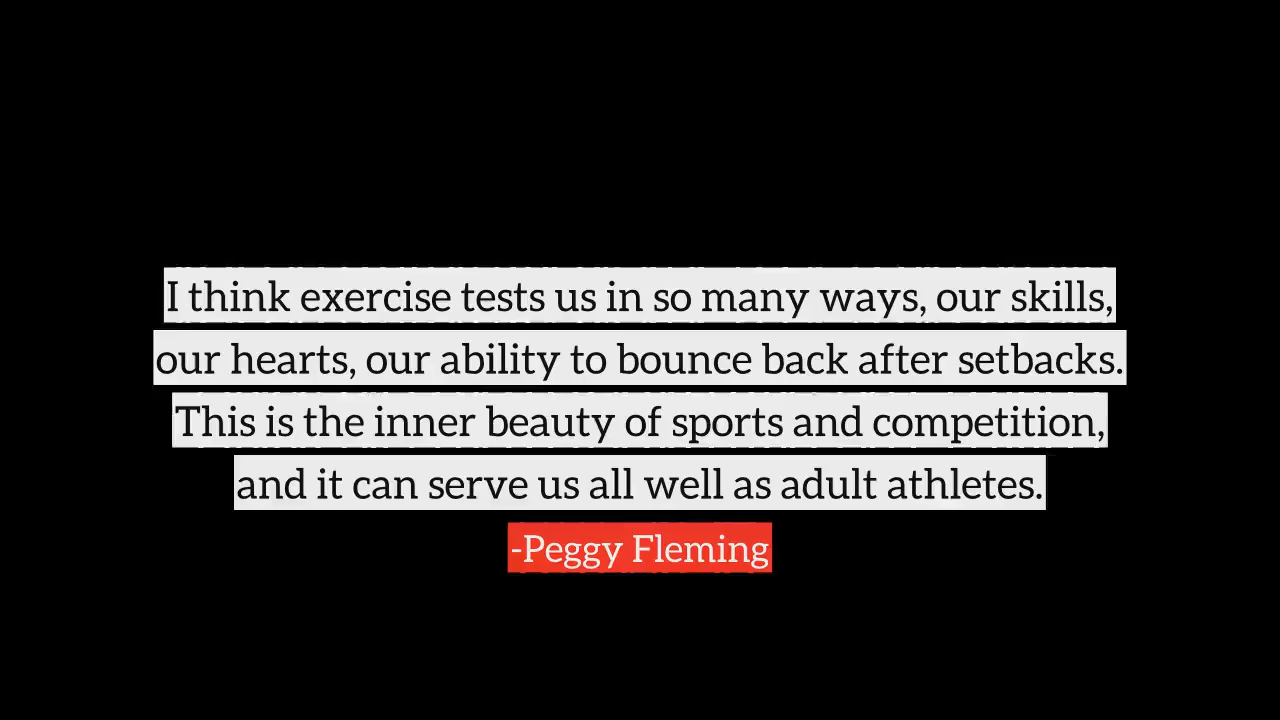 I think exercise tests us in so many ways, our skills,
our hearts, our ability to bounce back after setbacks.
This is the inner beauty of sports and competition,
and it can serve us all well as adult athletes.
-Peggy Fleming